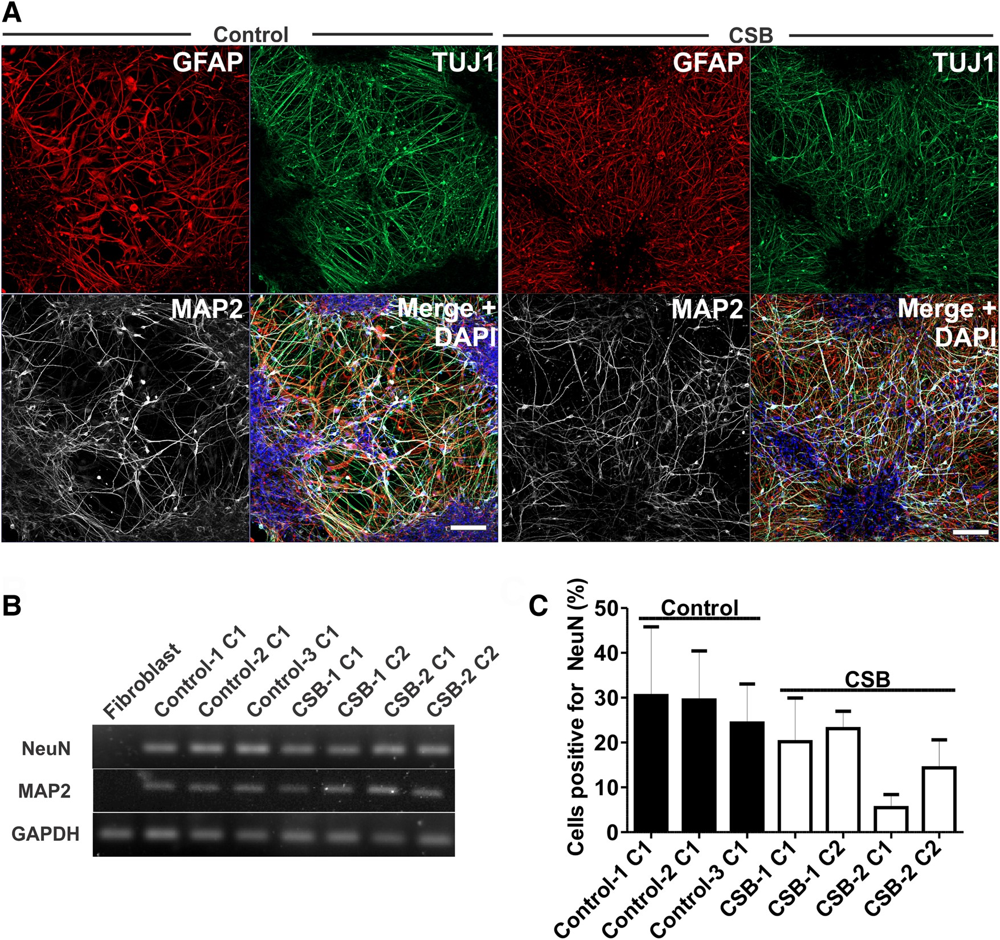 A
Control
CSB
GFAP
TUJ1
GFAP
TUJ1
MAP2
Merge +
DAPI
MAP2
Merge +
DAPI
B
Fibroblast
Control-1 C1
Control-2 C1
Control-3 C1
CSB-1 C1
CSB-1 C2
CSB-2 C1
CSB-2 C2
NeuN
MAP2
GAPDH
C
Cells positive for NeuN (%)
50
40
30
20
10
0
Control
CSB
Control-1 C1
Control-2 C1
Control-3 C1
CSB-1 C1
CSB-1 C2
CSB-2 C1
CSB-2 C2